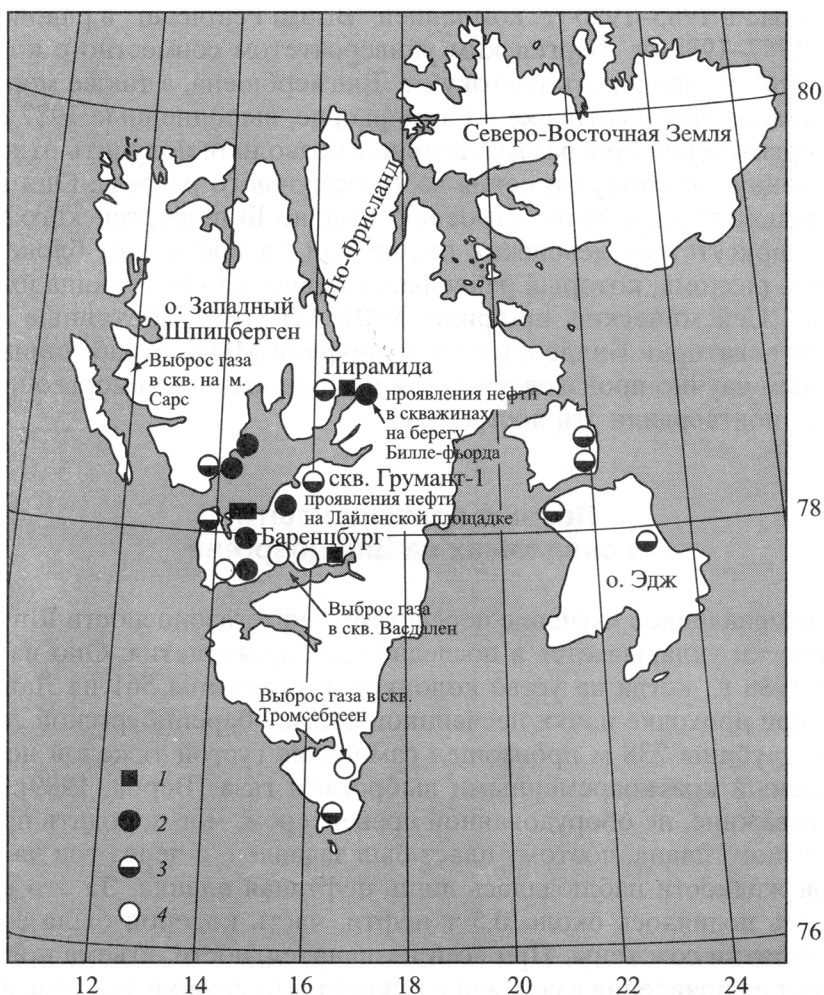 80
Северо-Восточная Земля
Ню-Фрисланд
о. Западный
Шпицберген
Выброс газа
в скв. на м.
Сарс
Пирамида
проявления нефти
в скважинах
на берегу
Билле-фьорда
скв. Грумант-1
проявления нефти
на Лайленской площадке
78
Баренцбург
о. Эдж
Выброс газа
в скв. Васдален
Выброс газа в скв.
Тромсебреен
1
2
3
4
76
12 14 16 18 20 22 24